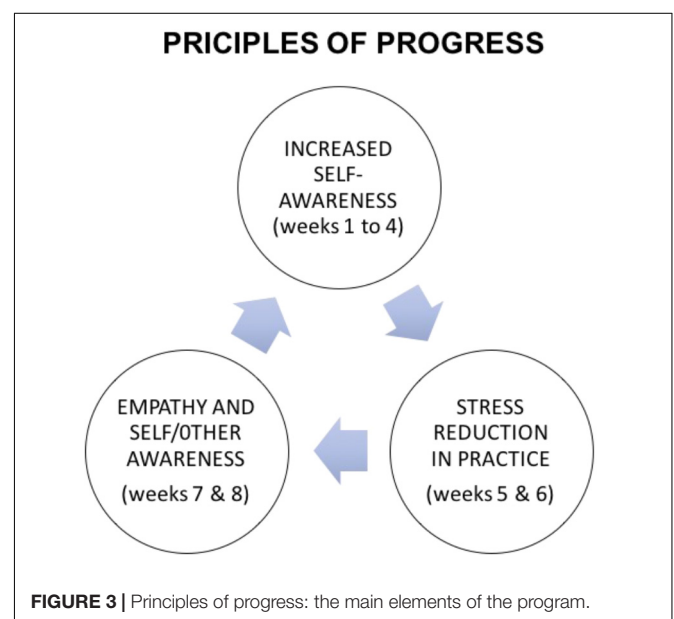 PRICIPLES OF PROGRESS
INCREASED
SELF-
AWARENESS
(weeks 1 to 4)
EMPATHY AND
SELF/0THER
AWARENESS
(weeks 7 & 8)
STRESS
REDUCTION
IN PRACTICE
(weeks 5 & 6)
FIGURE 3 | Principles of progress: the main elements of the program.